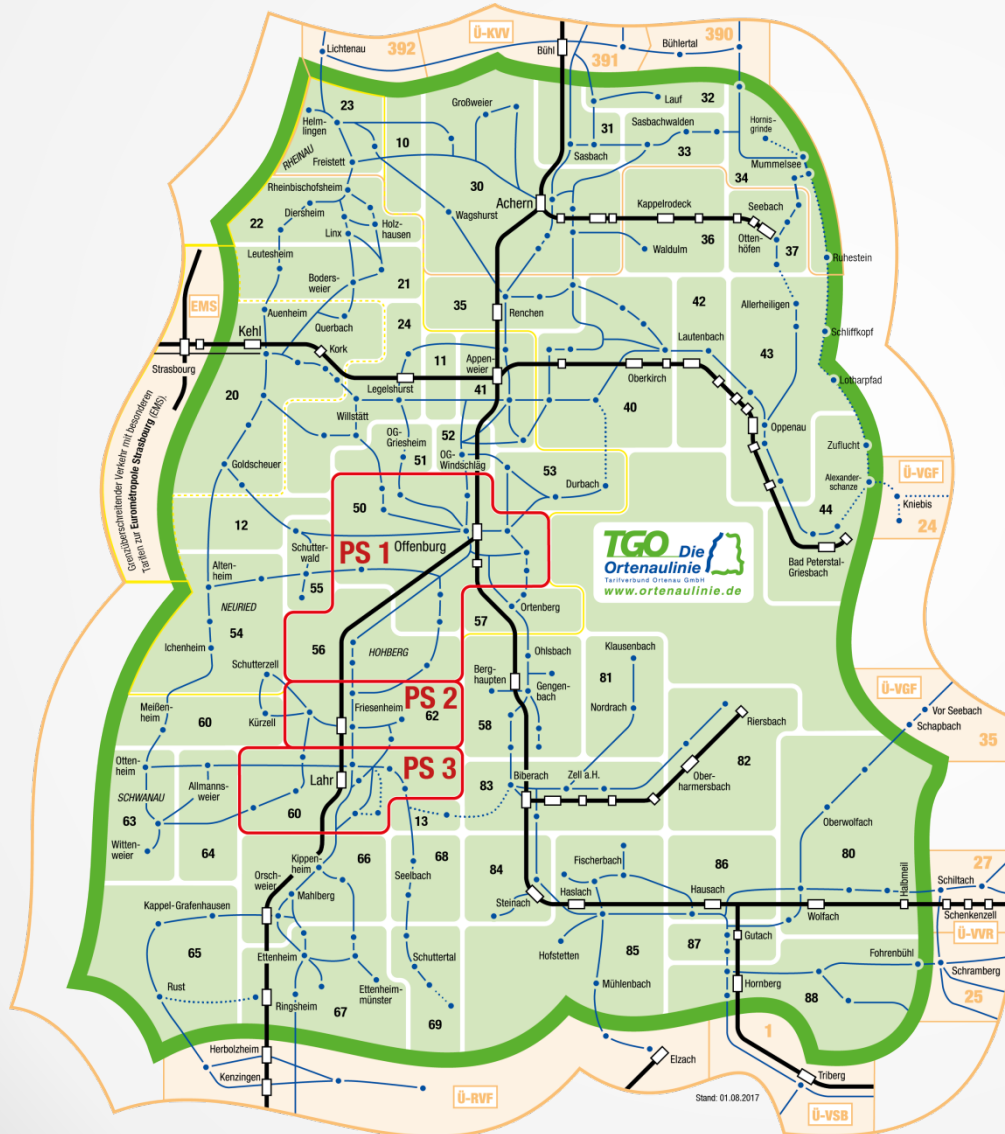 392
Ü-KVV
390
Lichtenau
Bühl
391
Bühlertal
23
Großweier
Lauf
32
Helm-
lingen
10
31
Sasbachwalden
Hornis-
grinde
RHEINAU
Freistett
Sasbach
33
Mummelsee
34
Rheinbischofsheim
30
Achern
Kappelrodeck
Seebach
22
Diersheim
Wagshurst
Linx
Holz-
hausen
36
Otten-
höfen
37
Waldulm
Leutesheim
Ruhestein
Boders-
weier
21
EMS
35
42
Allerheiligen
Auenheim
24
Renchen
Querbach
Schliffkopf
Kehl
Lautenbach
43
Kork
11
Appen-
weier
Strasbourg
Legelshurst
41
Oberkirch
Lotharpfad
20
40
Willstätt
Oppenau
OG-
Griesheim
52
Zuflucht
Goldscheuer
51
OG-
Windschläg
53
Durbach
Alexander-
schanze
Ü-VGF
Grenzüberschreitender Verkehr mit besonderen
Tarifen zur Eurométropole Strasbourg (EMS).
50
Kniebis
24
12
44
PS 1
Offenburg
TGO Die
Ortenaulinie
Tarifverbund Ortenau GmbH
www.ortenaulinie.de
Schutter-
wald
Bad Peterstal-
Griesbach
Alten-
heim
55
NEURIED
Ortenberg
54
57
56
HOHBERG
Ichenheim
Ohlsbach
Klausenbach
Schutterzell
Berg-
haupten
81
Ü-VGF
PS 2
Gengen-
bach
Meißen-
heim
60
Kürzell
Friesenheim
62
58
Nordrach
Riersbach
Vor Seebach
Schapbach
35
PS 3
82
Otten-
heim
Lahr
Biberach
Zell a.H.
Ober-
harmersbach
Allmanns-
weier
SCHWANAU
83
63
60
13
Oberwolfach
Witten-
weier
64
66
68
84
Fischerbach
86
80
27
Kippen-
heim
Orsch-
weier
Seelbach
Halbmeil
Schiltach
Mahlberg
Steinach
Haslach
Hausach
Kappel-Grafenhausen
Wolfach
Schenkenzell
Gutach
Ü-VVR
65
Ettenheim
Schuttertal
Hofstetten
85
87
Fohrenbühl
Schramberg
Rust
Ettenheim-
münster
Mühlenbach
Hornberg
25
Ringsheim
67
69
88
1
Herbolzheim
Elzach
Triberg
Kenzingen
Ü-RVF
Stand: 01.08.2017
Ü-VSB